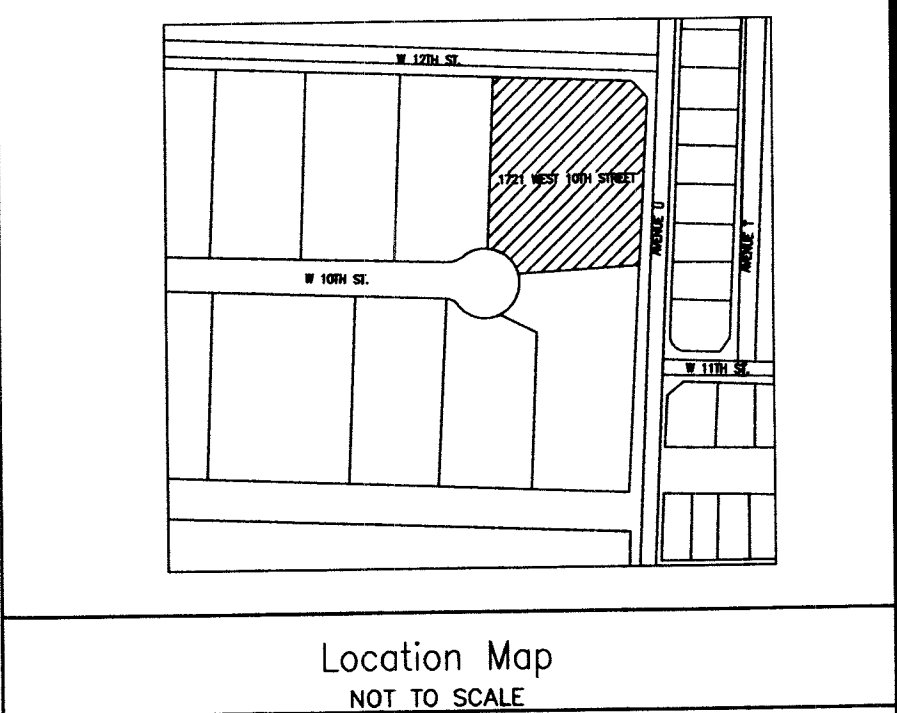 W 12TH ST.
1721 WEST 10TH STREET
AVENUE U
AVENUE T
W 10TH ST.
W 11TH ST.
Location Map
NOT TO SCALE